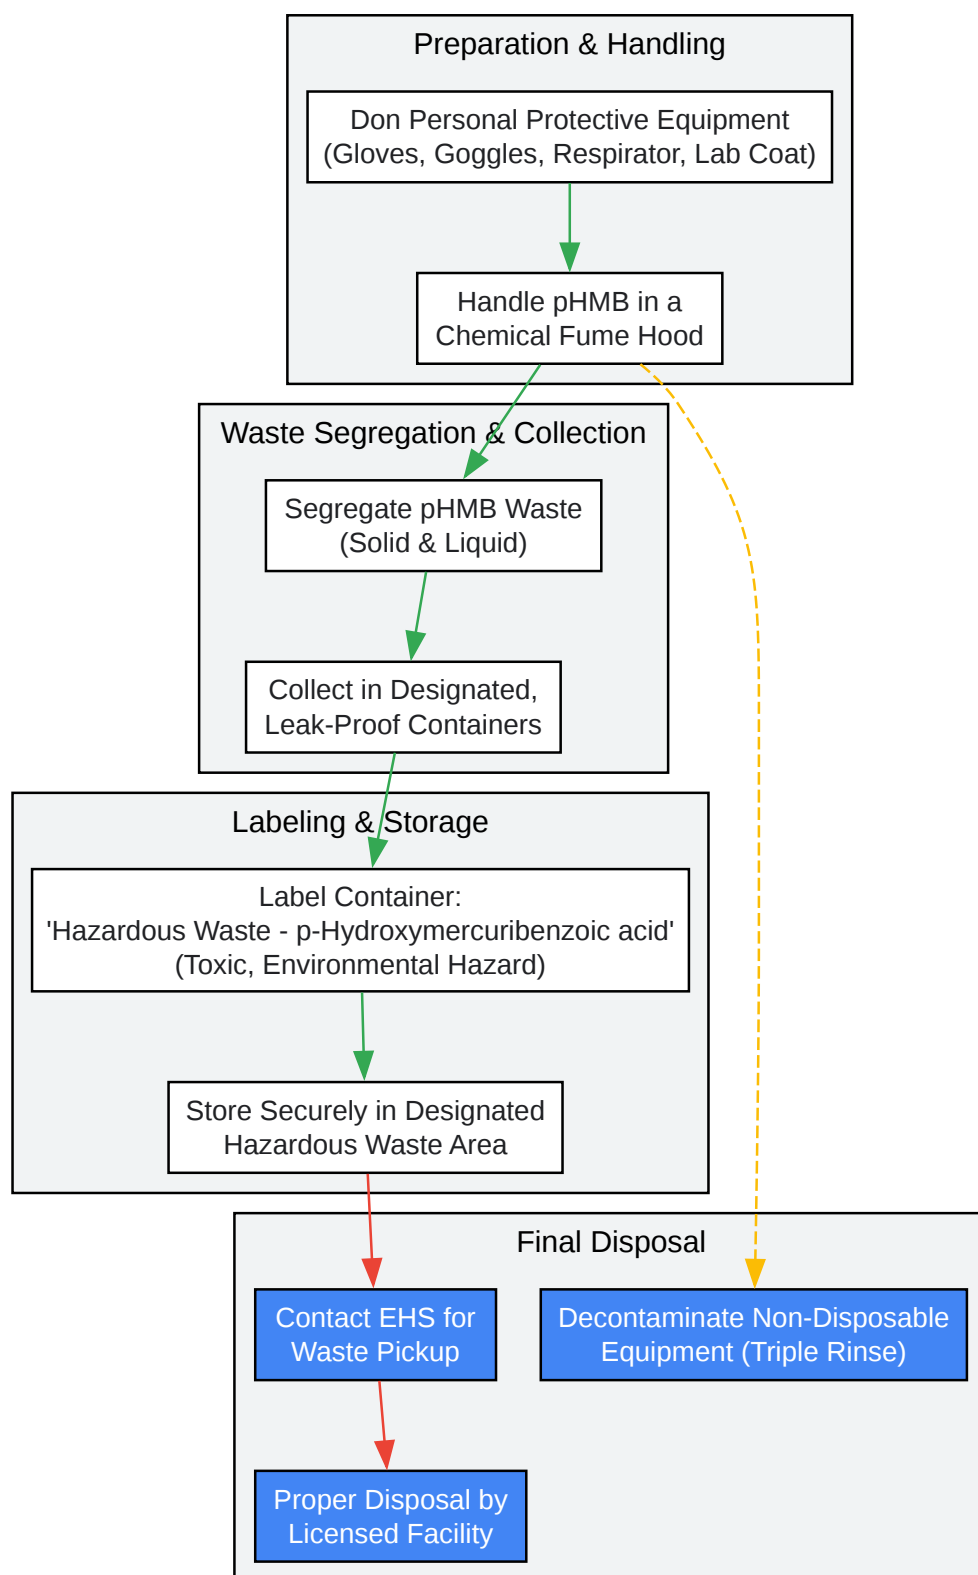 Preparation & Handling
Don Personal Protective Equipment
(Gloves, Goggles, Respirator, Lab Coat)
Handle pHMB in a
Chemical Fume Hood
Waste Segregation & Collection
Segregate pHMB Waste
(Solid & Liquid)
Collect in Designated,
Leak-Proof Containers
Labeling & Storage
Label Container:
'Hazardous Waste - p-Hydroxymercuribenzoic acid'
(Toxic, Environmental Hazard)
Store Securely in Designated
Hazardous Waste Area
Final Disposal
Contact EHS for
Waste Pickup
Decontaminate Non-Disposable
Equipment (Triple Rinse)
Proper Disposal by
Licensed Facility